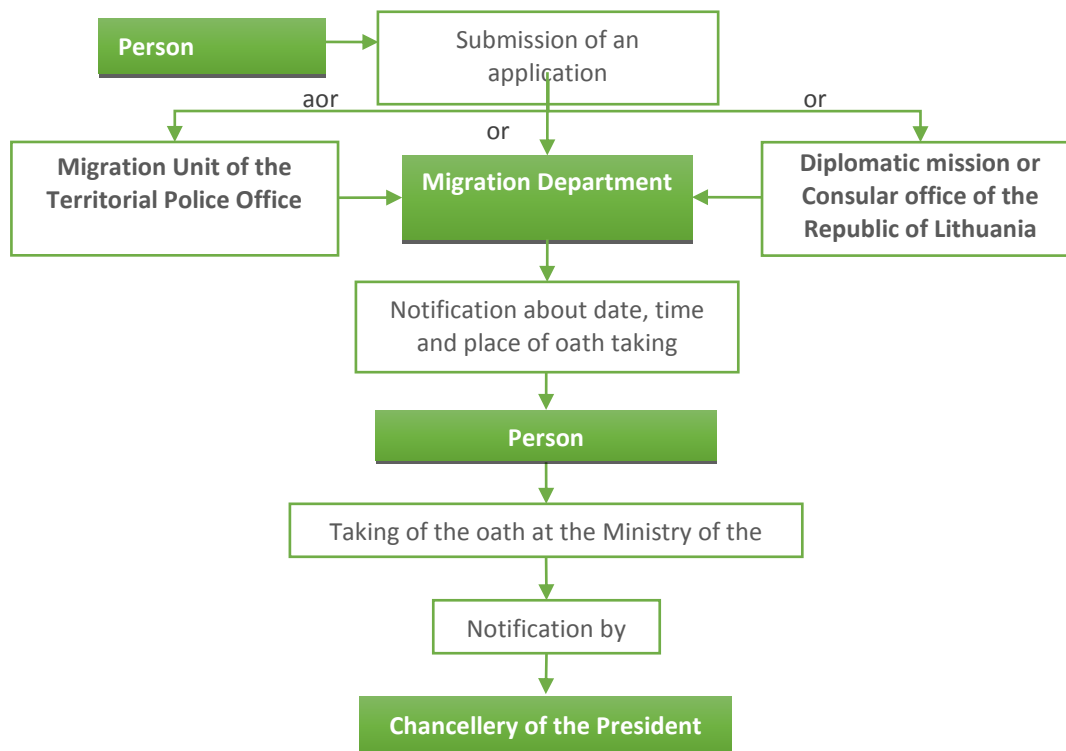 Person
Submission of an
application
aor
or
or
Migration Unit of the
Territorial Police Office
Migration Department
Diplomatic mission or
Consular office of the
Republic of Lithuania
Notification about date, time
and place of oath taking
Person
Taking of the oath at the Ministry of the
Notification by
Chancellery of the President